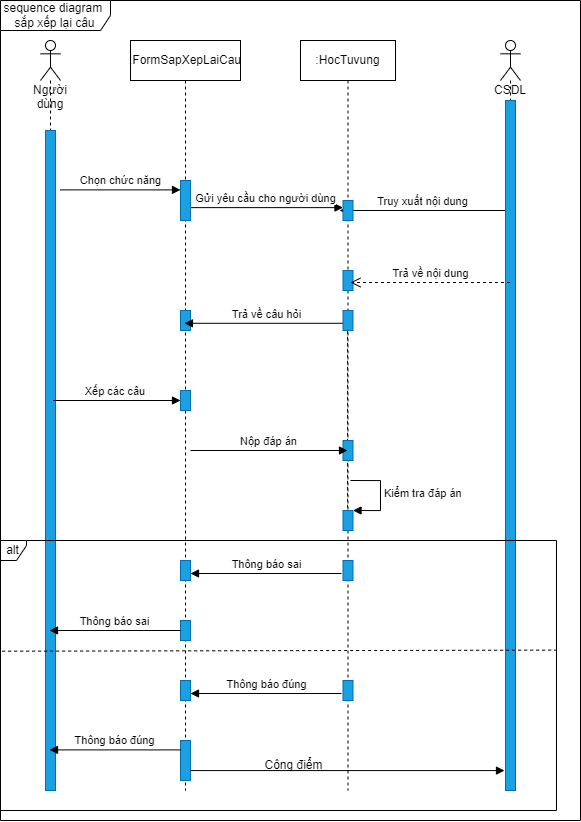 sequence diagram
sắp xếp lại câu
Người
dùng
FormSapXepLaiCau
:HocTuvung
CSDL
Chọn chức năng
Gửi yêu cầu cho người dùng
Truy xuất nội dung
Trả về nội dung
Trả về câu hỏi
Xếp các câu
Nộp đáp án
Kiểm tra đáp án
alt
Thông báo sai
Thông báo sai
Thông báo đúng
Thông báo đúng
Công điểm